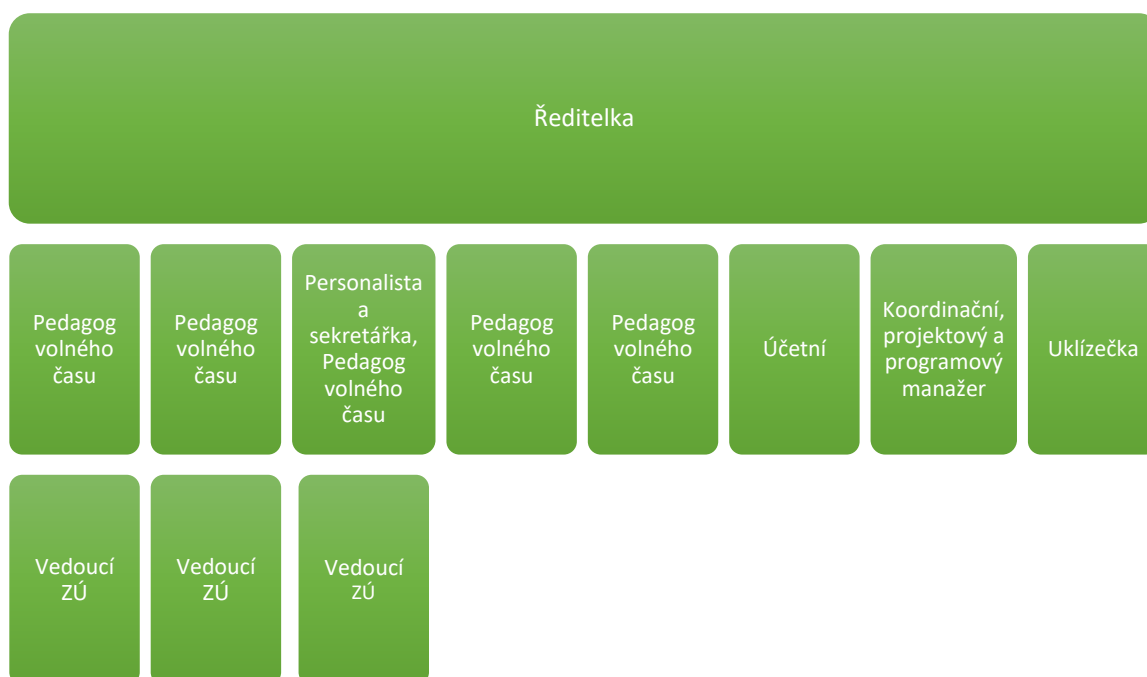 Ředitelka
Pedagog
volného
času
Pedagog
volného
času
Personalista
a
sekretářka,
Pedagog
volného
času
Pedagog
volného
času
Pedagog
volného
času
Účetní
Koordinační,
projektový a
programový
manažer
Uklízečka
Vedoucí
ZÚ
Vedoucí
ZÚ
Vedoucí
ZÚ